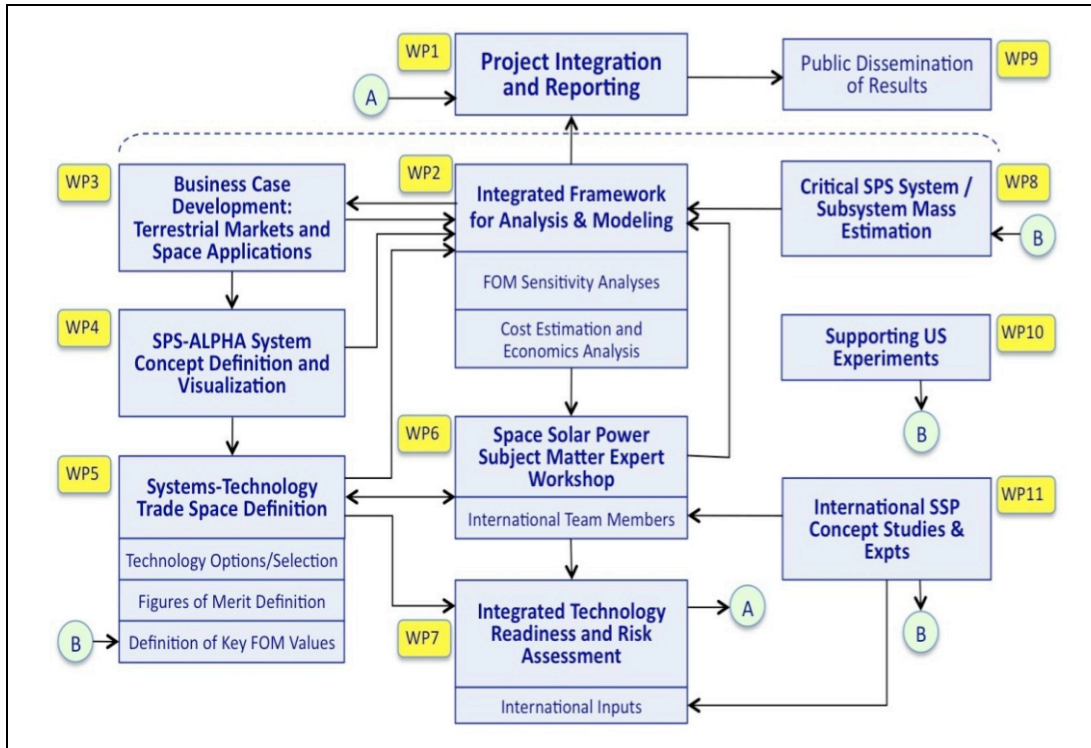 WP1
Project Integration
and Reporting
Public Dissemination
of Results
WP9
A
WP3
Business Case
Development:
Terrestrial Markets and
Space Applications
WP2
Integrated Framework
for Analysis & Modeling
FOM Sensitivity Analyses
Cost Estimation and
Economics Analysis
Critical SPS System /
Subsystem Mass
Estimation
WP8
B
WP4
SPS-ALPHA System
Concept Definition and
Visualization
Supporting US
Experiments
WP10
B
WP5
Systems-Technology
Trade Space Definition
Technology Options/Selection
Figures of Merit Definition
Definition of Key FOM Values
B
WP6
Space Solar Power
Subject Matter Expert
Workshop
International Team Members
International SSP
Concept Studies &
Expts
WP11
B
WP7
Integrated Technology
Readiness and Risk
Assessment
International Inputs
A